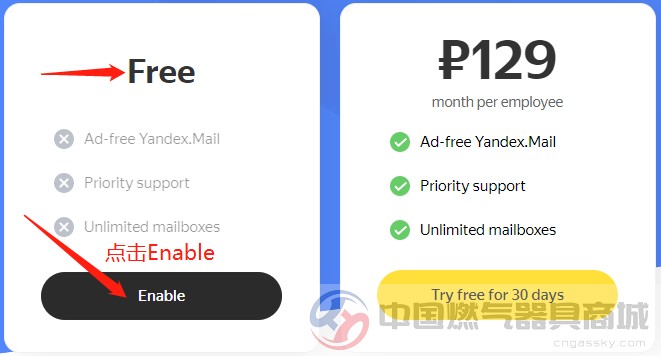 Free
Ad-free Yandex.Mail
Priority support
Unlimited mailboxes
点击Enable
Enable
₽129
month per employee
Ad-free Yandex.Mail
Priority support
Unlimited mailboxes
Try free for 30 days
中国燃气器具商城
cngassky.com